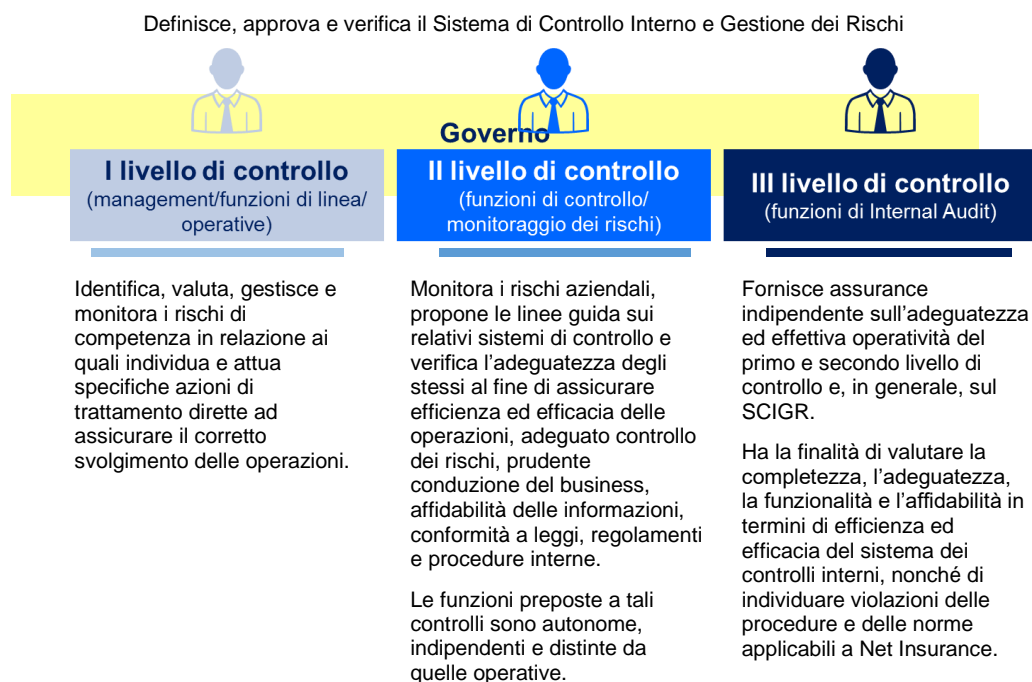 Definisce, approva e verifica il Sistema di Controllo Interno e Gestione dei Rischi
Governo
I livello di controllo
(management/funzioni di linea/
operative)
Identifica, valuta, gestisce e
monitora i rischi di
competenza in relazione ai
quali individua e attua
specifiche azioni di
trattamento dirette ad
assicurare il corretto
svolgimento delle operazioni.
II livello di controllo
(funzioni di controllo/
monitoraggio dei rischi)
Monitora i rischi aziendali,
propone le linee guida sui
relativi sistemi di controllo e
verifica l’adeguatezza degli
stessi al fine di assicurare
efficienza ed efficacia delle
operazioni, adeguato controllo
dei rischi, prudente
conduzione del business,
affidabilità delle informazioni,
conformità a leggi, regolamenti
e procedure interne.
Le funzioni preposte a tali
controlli sono autonome,
indipendenti e distinte da
quelle operative.
III livello di controllo
(funzioni di Internal Audit)
Fornisce assurance
indipendente sull’adeguatezza
ed effettiva operatività del
primo e secondo livello di
controllo e, in generale, sul
SCIGR.
Ha la finalità di valutare la
completezza, l’adeguatezza,
la funzionalità e l’affidabilità in
termini di efficienza ed
efficacia del sistema dei
controlli interni, nonché di
individuare violazioni delle
procedure e delle norme
applicabili a Net Insurance.